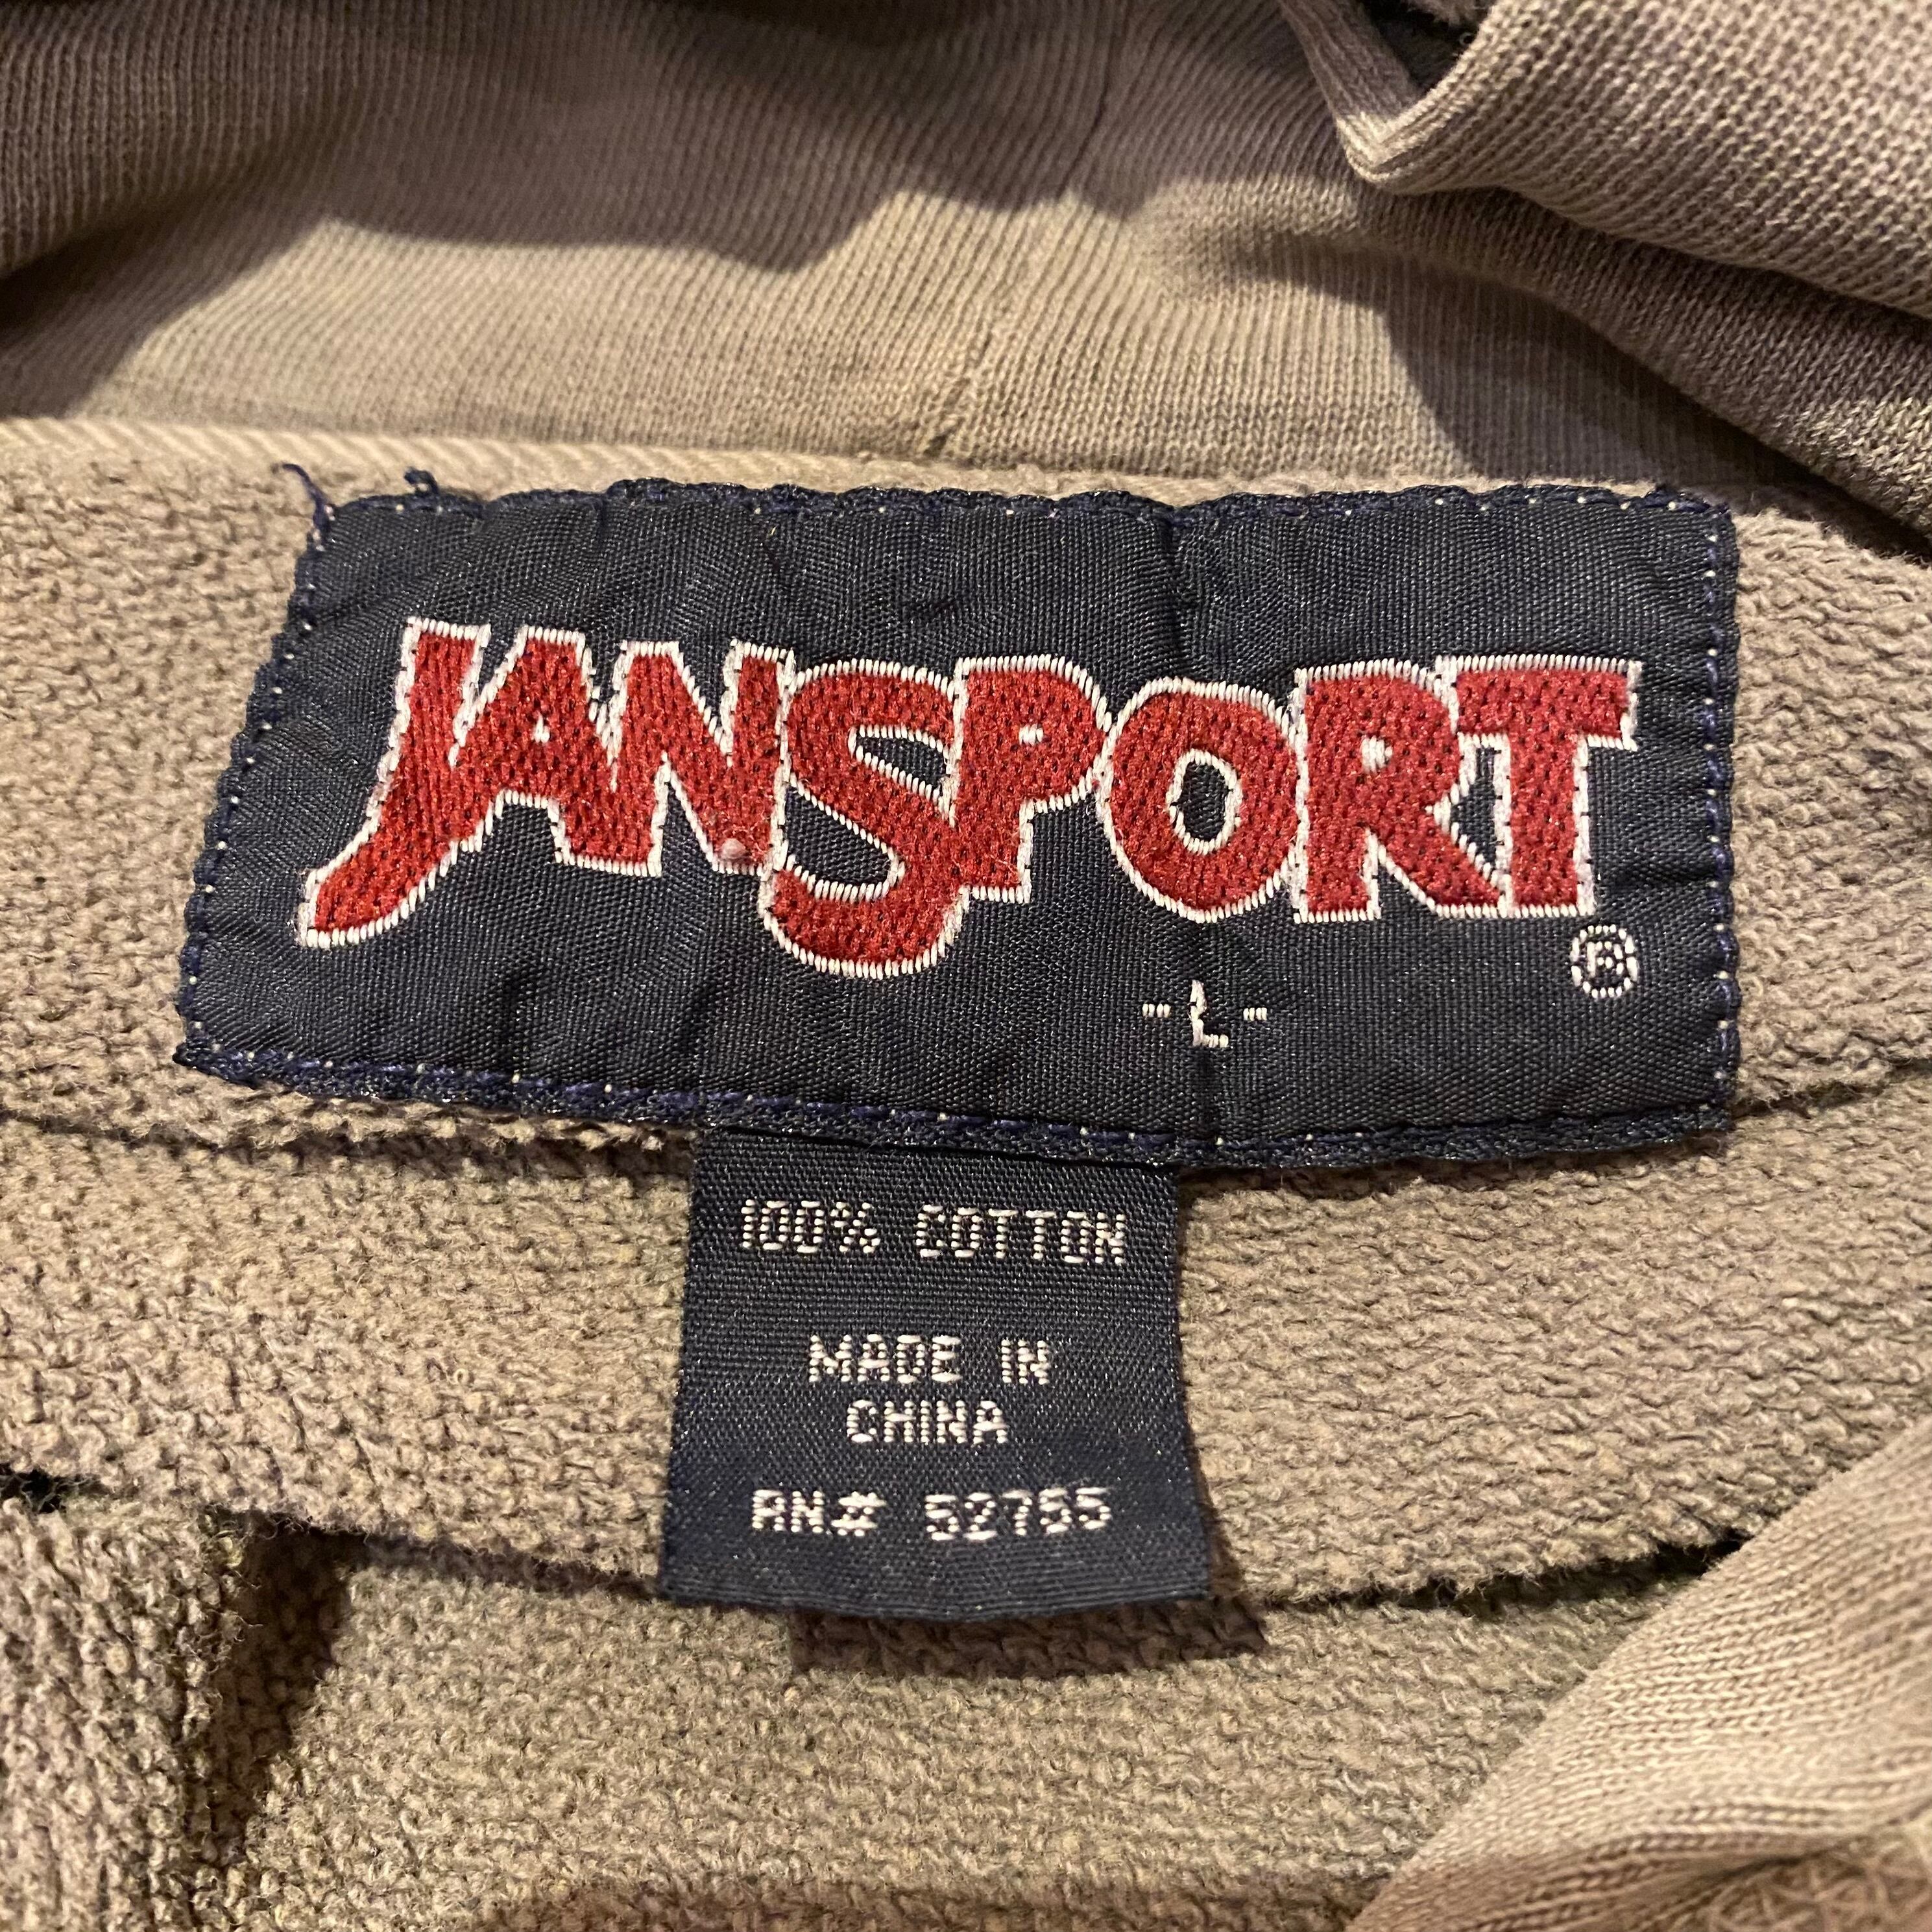 JANSPORT
®
-L-
100% COTTON
MADE IN
CHINA
RN# 52755